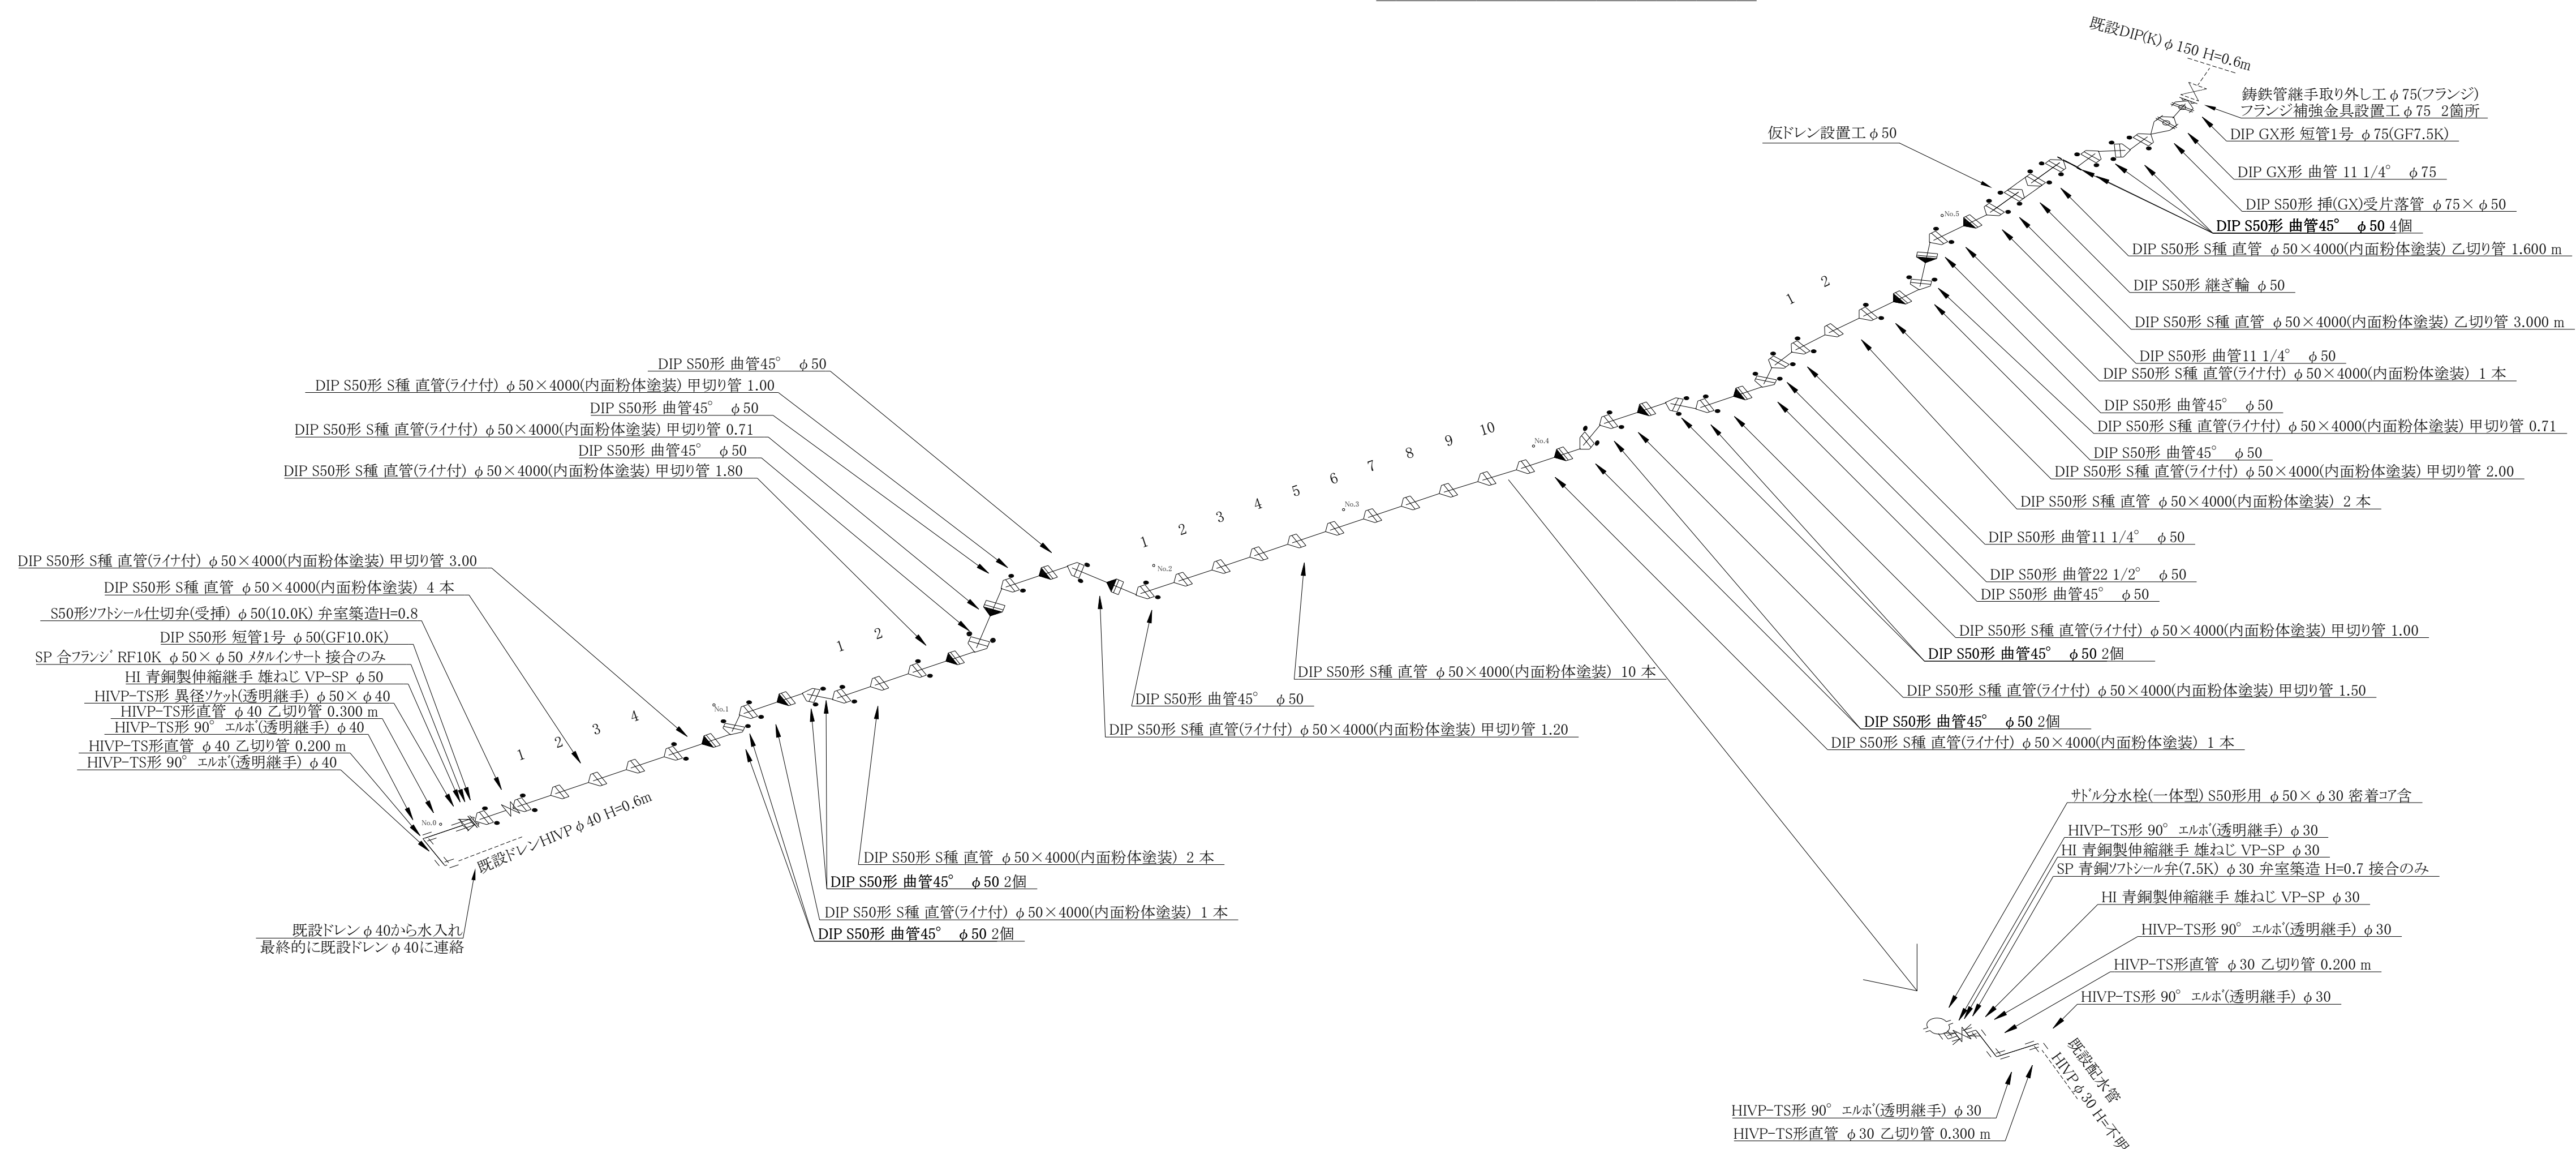 既設DIP(K)φ150 H=0.6m
鋳鉄管継手取り外し工φ75(フランジ)
フランジ補強金具設置工φ75 2箇所
DIP GX形 短管1号 φ75(GF7.5K)
DIP GX形 曲管 11 1/4° φ75
DIP S50形 挿(GX)受片落管 φ75×φ50
DIP S50形 曲管45° φ50 4個
DIP S50形 S種 直管 φ50×4000(内面粉体塗装) 乙切り管 1.600 m
DIP S50形 継ぎ輪 φ50
DIP S50形 S種 直管 φ50×4000(内面粉体塗装) 乙切り管 3.000 m
DIP S50形 曲管11 1/4° φ50
DIP S50形 S種 直管(ライナ付) φ50×4000(内面粉体塗装) 1 本
DIP S50形 曲管45° φ50
DIP S50形 S種 直管(ライナ付) φ50×4000(内面粉体塗装) 甲切り管 0.71
DIP S50形 曲管45° φ50
DIP S50形 S種 直管(ライナ付) φ50×4000(内面粉体塗装) 甲切り管 2.00
DIP S50形 S種 直管 φ50×4000(内面粉体塗装) 2 本
DIP S50形 曲管11 1/4° φ50
DIP S50形 曲管22 1/2° φ50
DIP S50形 曲管45° φ50
DIP S50形 S種 直管(ライナ付) φ50×4000(内面粉体塗装) 甲切り管 1.00
DIP S50形 曲管45° φ50 2個
DIP S50形 S種 直管(ライナ付) φ50×4000(内面粉体塗装) 甲切り管 1.50
DIP S50形 曲管45° φ50 2個
DIP S50形 S種 直管(ライナ付) φ50×4000(内面粉体塗装) 1 本
仮ドレン設置工φ50
No.5
1 2
No.4
1 2 3 4 5 6 7 8 9 10
No.3
No.2
DIP S50形 曲管45° φ50
DIP S50形 S種 直管(ライナ付) φ50×4000(内面粉体塗装) 甲切り管 1.00
DIP S50形 曲管45° φ50
DIP S50形 S種 直管(ライナ付) φ50×4000(内面粉体塗装) 甲切り管 0.71
DIP S50形 曲管45° φ50
DIP S50形 S種 直管(ライナ付) φ50×4000(内面粉体塗装) 甲切り管 1.80
DIP S50形 S種 直管 φ50×4000(内面粉体塗装) 10 本
DIP S50形 曲管45° φ50
DIP S50形 S種 直管(ライナ付) φ50×4000(内面粉体塗装) 甲切り管 1.20
1 2
No.1
DIP S50形 S種 直管(ライナ付) φ50×4000(内面粉体塗装) 甲切り管 3.00
DIP S50形 S種 直管 φ50×4000(内面粉体塗装) 4 本
S50形ソフトシール仕切弁(受挿) φ50(10.0K) 弁室築造H=0.8
DIP S50形 短管1号 φ50(GF10.0K)
SP 合フランジ RF10K φ50×φ50 メタルインサート 接合のみ
HI 青銅製伸縮継手 雄ねじ VP-SP φ50
HIVP-TS形 異径ソケット(透明継手) φ50×φ40
HIVP-TS形直管 φ40 乙切り管 0.300 m
HIVP-TS形 90° エルボ(透明継手) φ40
HIVP-TS形直管 φ40 乙切り管 0.200 m
HIVP-TS形 90° エルボ(透明継手) φ40
1 2 3 4
No.0
既設ドレンHIVPφ40 H=0.6m
既設ドレンφ40から水入れ
最終的に既設ドレンφ40に連絡
DIP S50形 S種 直管 φ50×4000(内面粉体塗装) 2 本
DIP S50形 曲管45° φ50 2個
DIP S50形 S種 直管(ライナ付) φ50×4000(内面粉体塗装) 1 本
DIP S50形 曲管45° φ50 2個
サドル分水栓(一体型) S50形用 φ50×φ30 密着コア含
HIVP-TS形 90° エルボ(透明継手) φ30
HI 青銅製伸縮継手 雄ねじ VP-SP φ30
SP 青銅ソフトシール弁(7.5K) φ30 弁室築造 H=0.7 接合のみ
HI 青銅製伸縮継手 雄ねじ VP-SP φ30
HIVP-TS形 90° エルボ(透明継手) φ30
HIVP-TS形直管 φ30 乙切り管 0.200 m
HIVP-TS形 90° エルボ(透明継手) φ30
既設配水管
HIVPφ30 H=不明
HIVP-TS形 90° エルボ(透明継手) φ30
HIVP-TS形直管 φ30 乙切り管 0.300 m